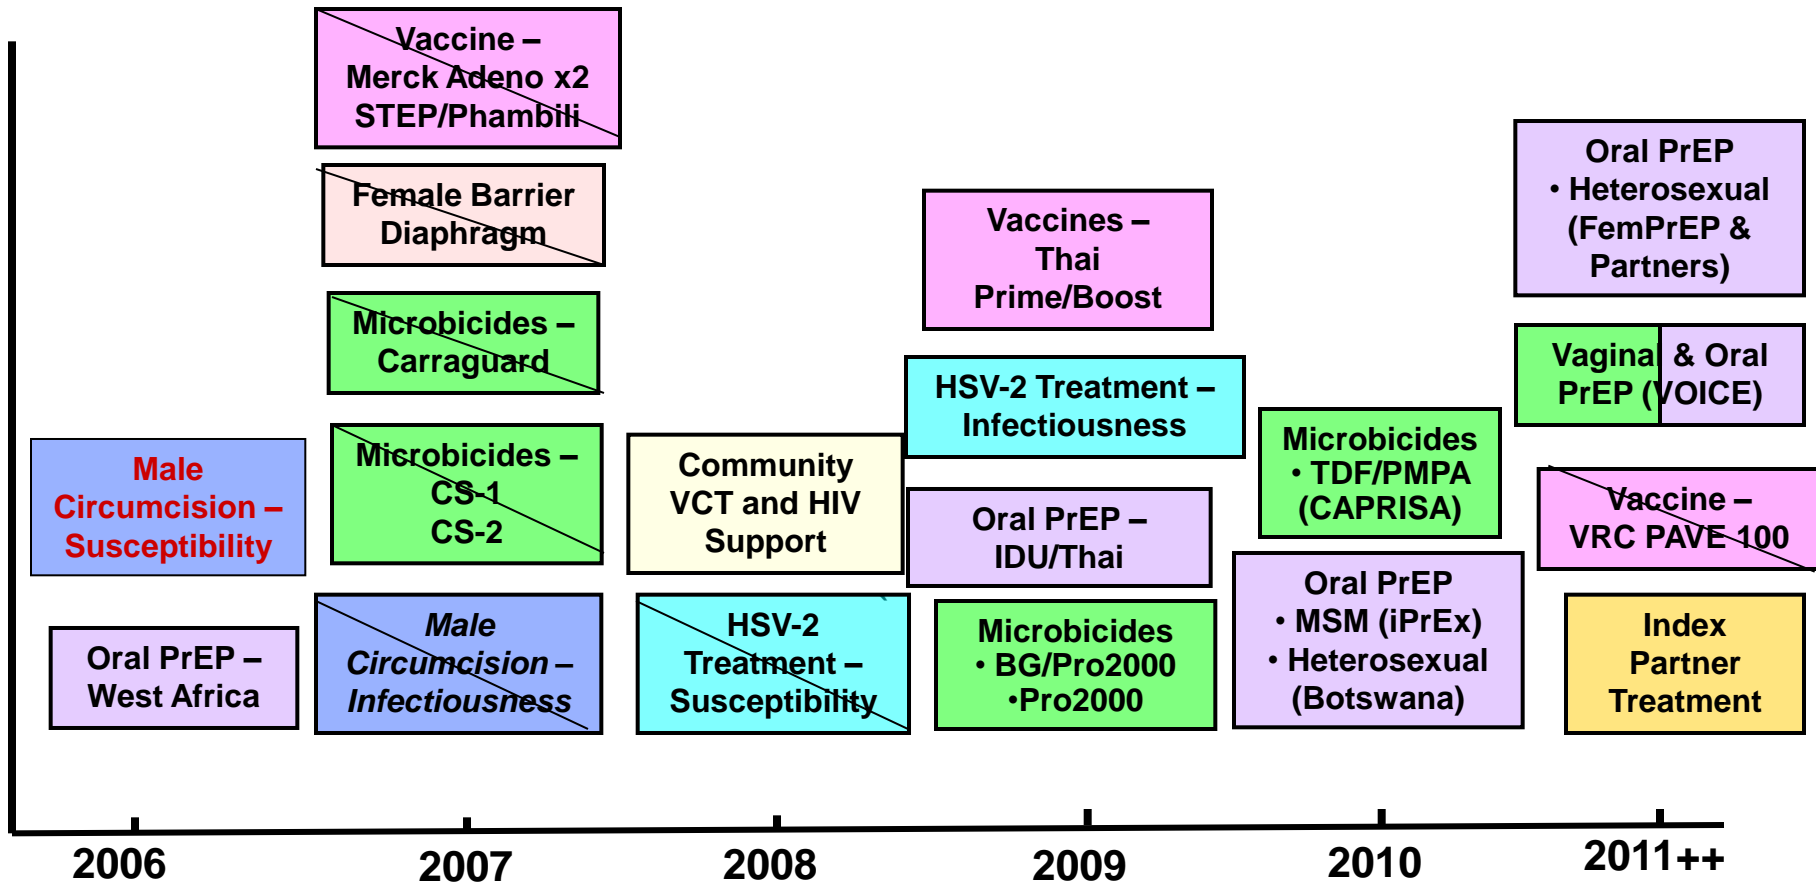 Male
Circumcision –
Susceptibility
Oral PrEP –
West Africa
Vaccine –
Merck Adeno x2
STEP/Phambili
Female Barrier
Diaphragm
Microbicides –
Carraguard
Microbicides –
CS-1
CS-2
Male
Circumcision –
Infectiousness
Community
VCT and HIV
Support
HSV-2
Treatment –
Susceptibility
Vaccines –
Thai
Prime/Boost
HSV-2 Treatment –
Infectiousness
Oral PrEP –
IDU/Thai
Microbicides
• BG/Pro2000
•Pro2000
Microbicides
• TDF/PMPA
(CAPRISA)
Oral PrEP
• MSM (iPrEx)
• Heterosexual
(Botswana)
Oral PrEP
• Heterosexual
(FemPrEP &
Partners)
Vaginal & Oral
PrEP (VOICE)
Vaccine –
VRC PAVE 100
Index
Partner
Treatment
2006
2007
2008
2009
2010
2011++